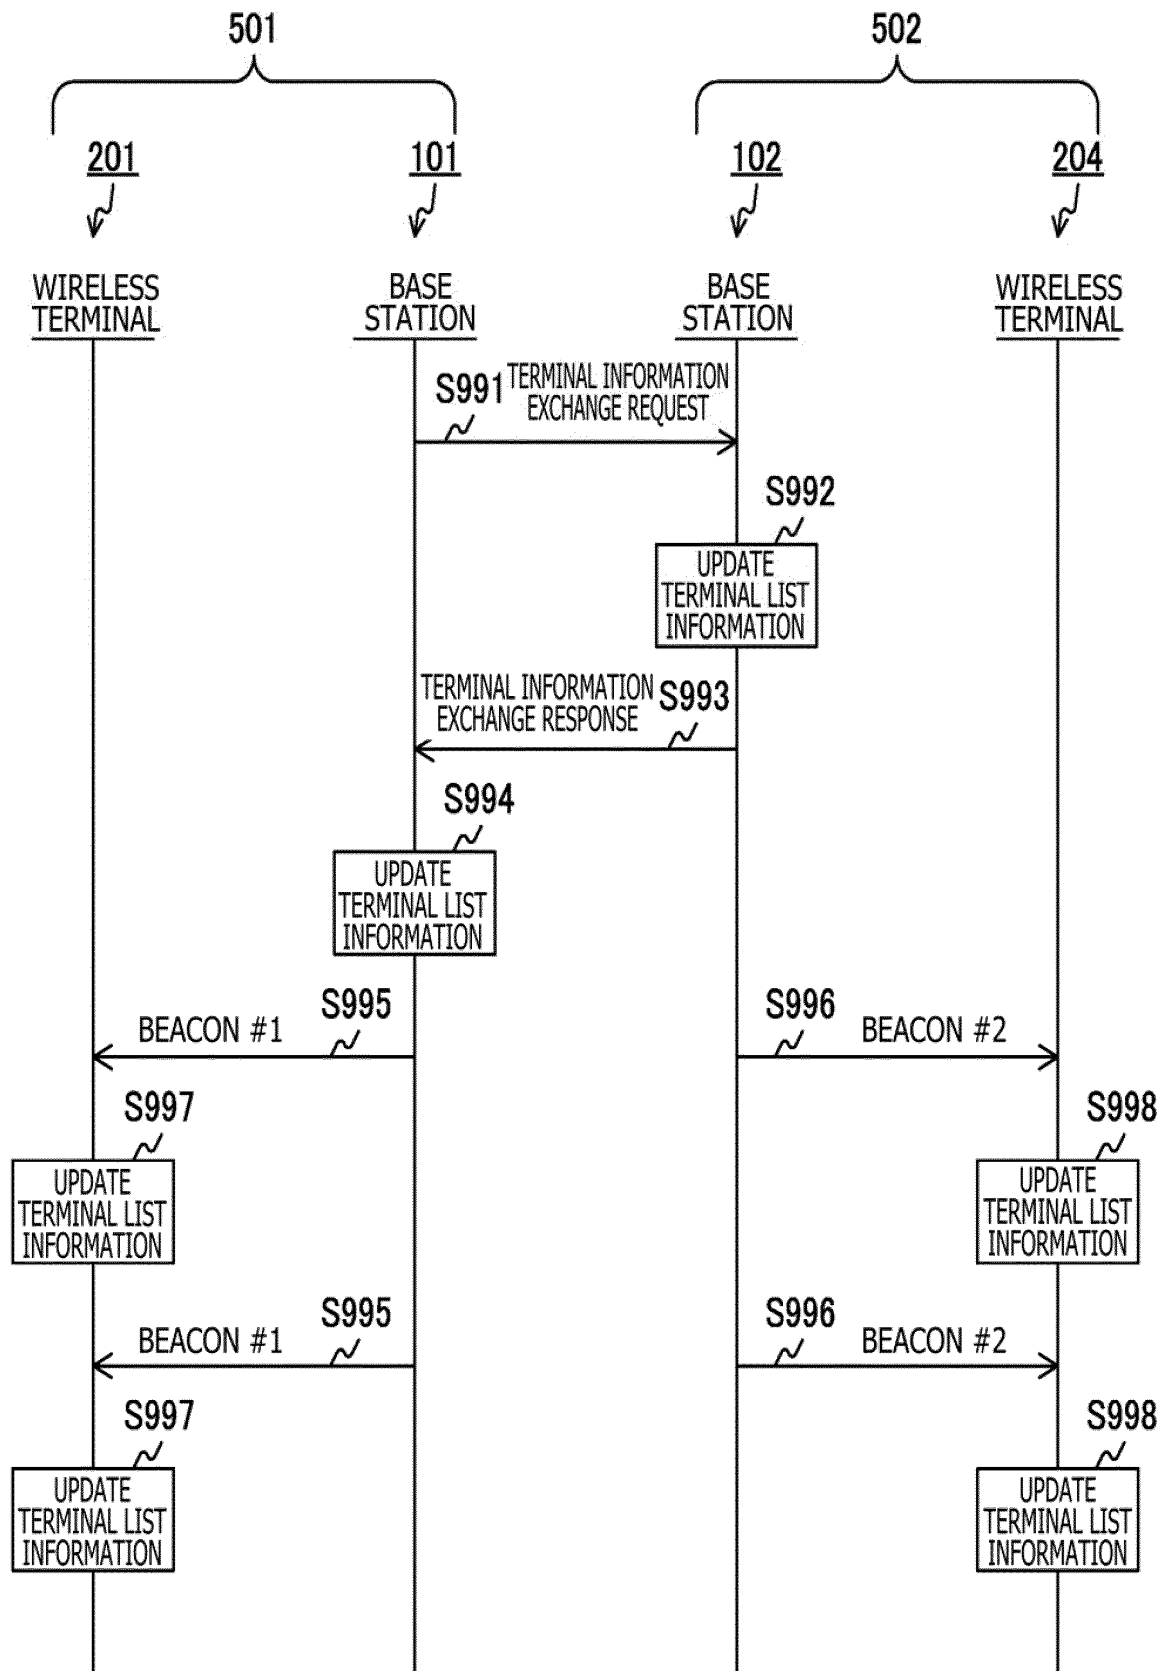 501
502
201
101
102
204
WIRELESS
TERMINAL
BASE
STATION
BASE
STATION
WIRELESS
TERMINAL
S991
TERMINAL INFORMATION
EXCHANGE REQUEST
S992
UPDATE
TERMINAL LIST
INFORMATION
TERMINAL INFORMATION
EXCHANGE RESPONSE
S993
S994
UPDATE
TERMINAL LIST
INFORMATION
BEACON #1
S995
S996
BEACON #2
S997
UPDATE
TERMINAL LIST
INFORMATION
S998
UPDATE
TERMINAL LIST
INFORMATION
BEACON #1
S995
S996
BEACON #2
S997
UPDATE
TERMINAL LIST
INFORMATION
S998
UPDATE
TERMINAL LIST
INFORMATION